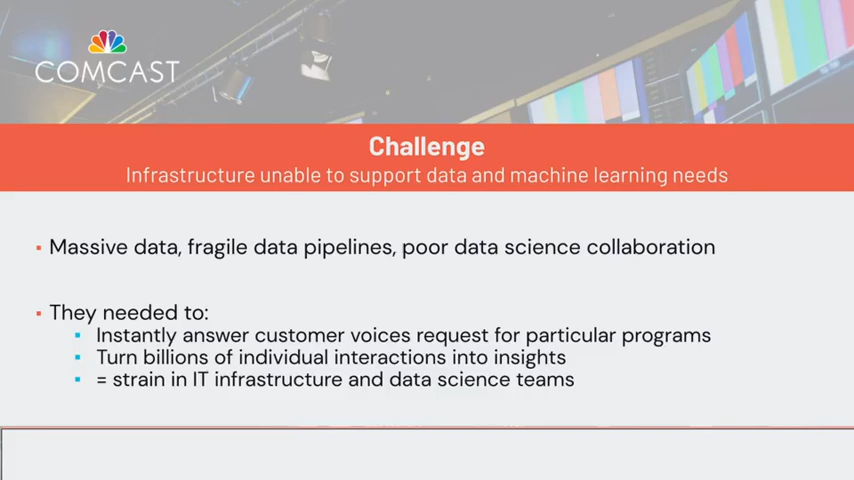 COMCAST
Challenge
Infrastructure unable to support data and machine learning needs
▪ Massive data, fragile data pipelines, poor data science collaboration
▪ They needed to:
▪ Instantly answer customer voices request for particular programs
▪ Turn billions of individual interactions into insights
▪ = strain in IT infrastructure and data science teams